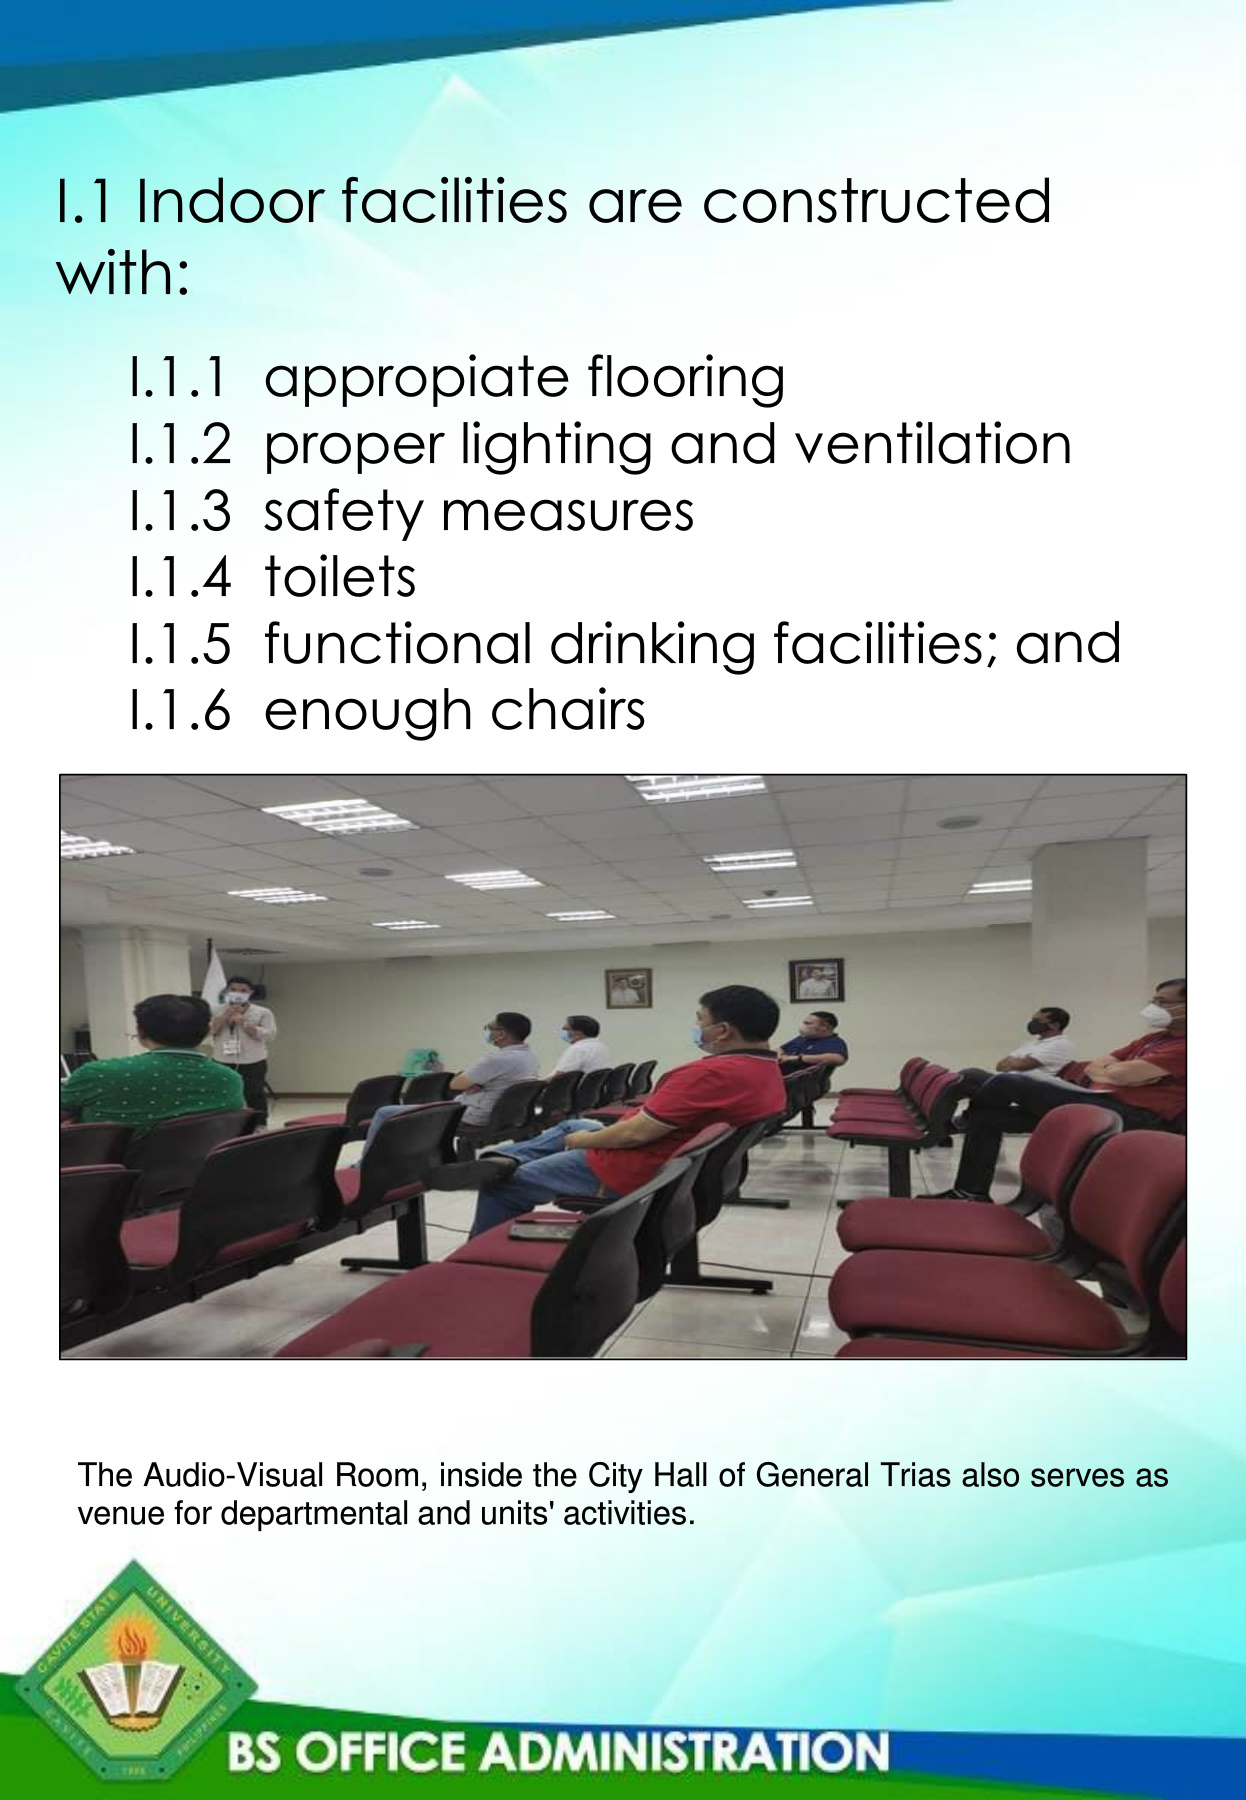 I.1 Indoor facilities are constructed
with:
I.1.1 appropiate flooring
I.1.2 proper lighting and ventilation
I.1.3 safety measures
I.1.4 toilets
I.1.5 functional drinking facilities; and
I.1.6 enough chairs
The Audio-Visual Room, inside the City Hall of General Trias also serves as
venue for departmental and units' activities.
CAVITE STATE UNIVERSITY
CAVITE PHILIPPINES
BS OFFICE ADMINISTRATION